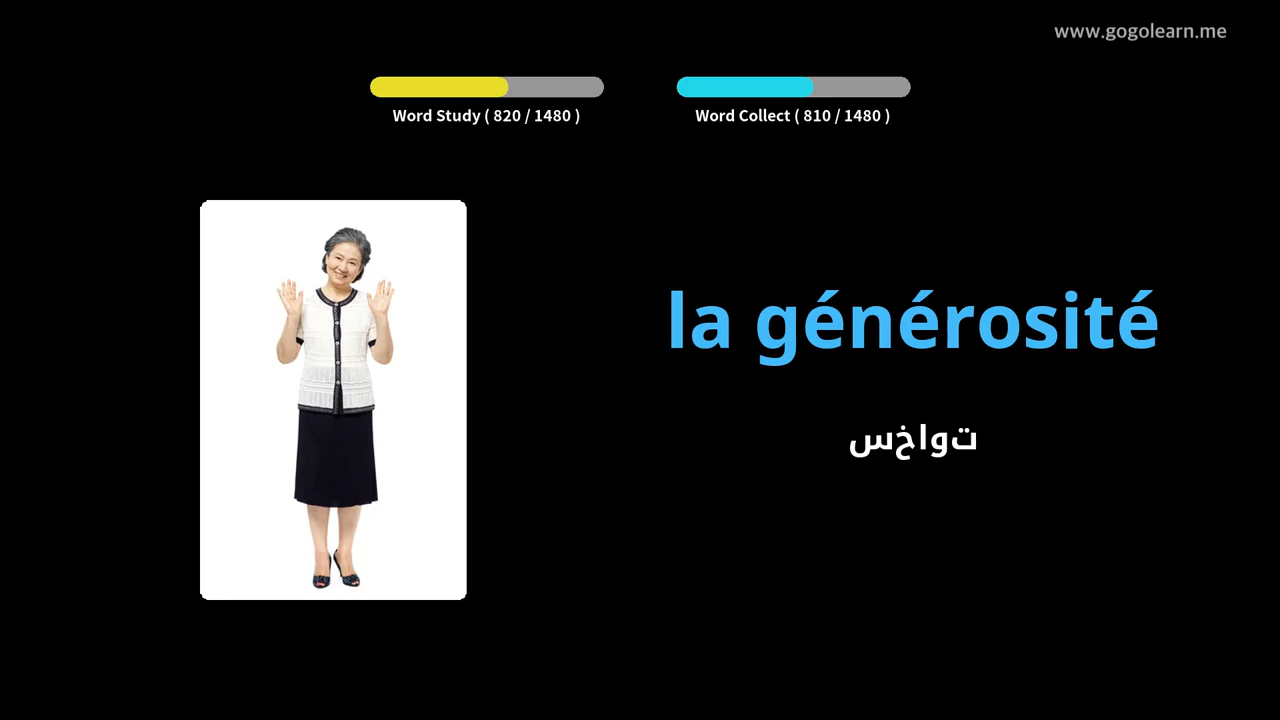 www.gogolearn.me
Word Study ( 820 / 1480 )
Word Collect ( 810 / 1480 )
la générosité
تواخس